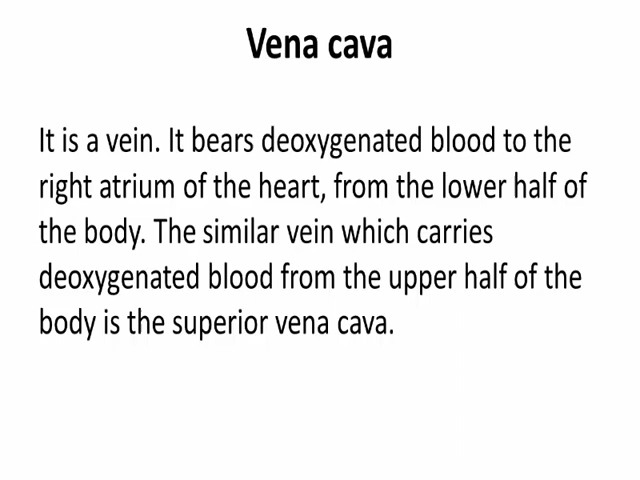 Vena cava
It is a vein. It bears deoxygenated blood to the
right atrium of the heart, from the lower half of
the body. The similar vein which carries
deoxygenated blood from the upper half of the
body is the superior vena cava.